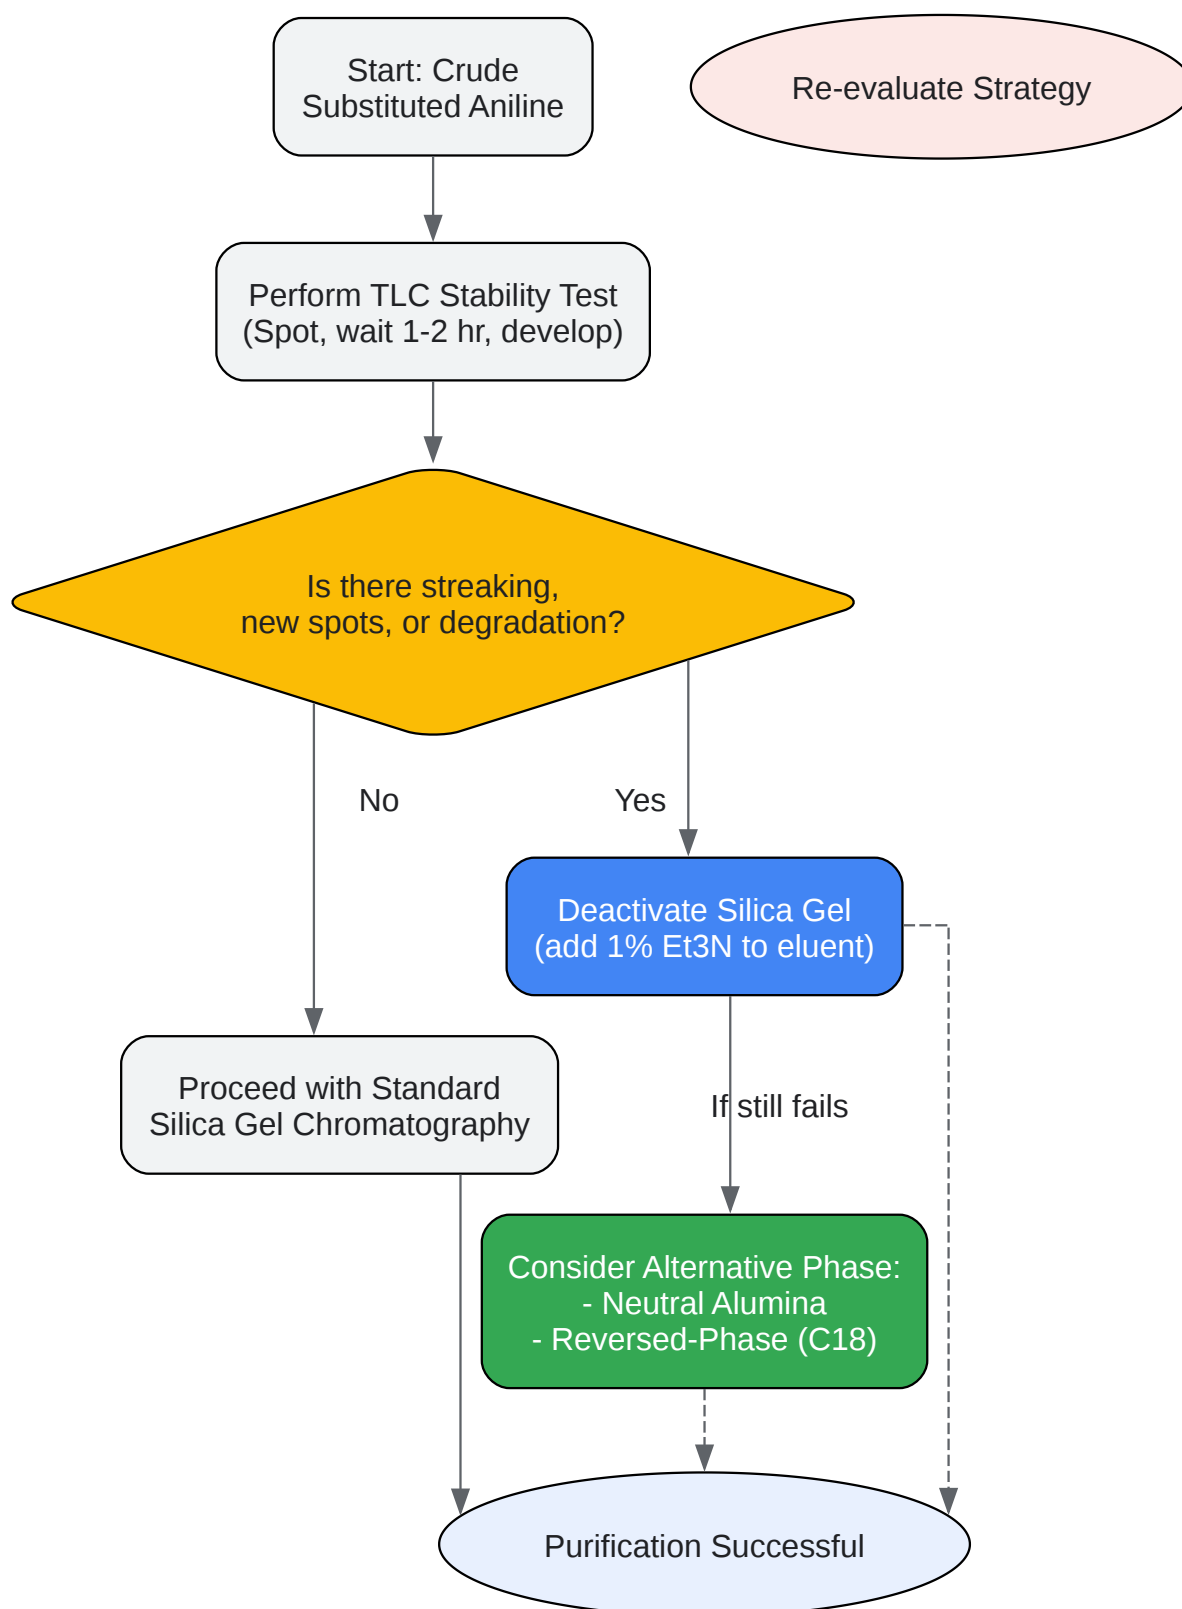 Start: Crude
Substituted Aniline
Re-evaluate Strategy
Perform TLC Stability Test
(Spot, wait 1-2 hr, develop)
Is there streaking,
new spots, or degradation?
No
Yes
Deactivate Silica Gel
(add 1% Et3N to eluent)
Proceed with Standard
Silica Gel Chromatography
If still fails
Consider Alternative Phase:
- Neutral Alumina
- Reversed-Phase (C18)
Purification Successful